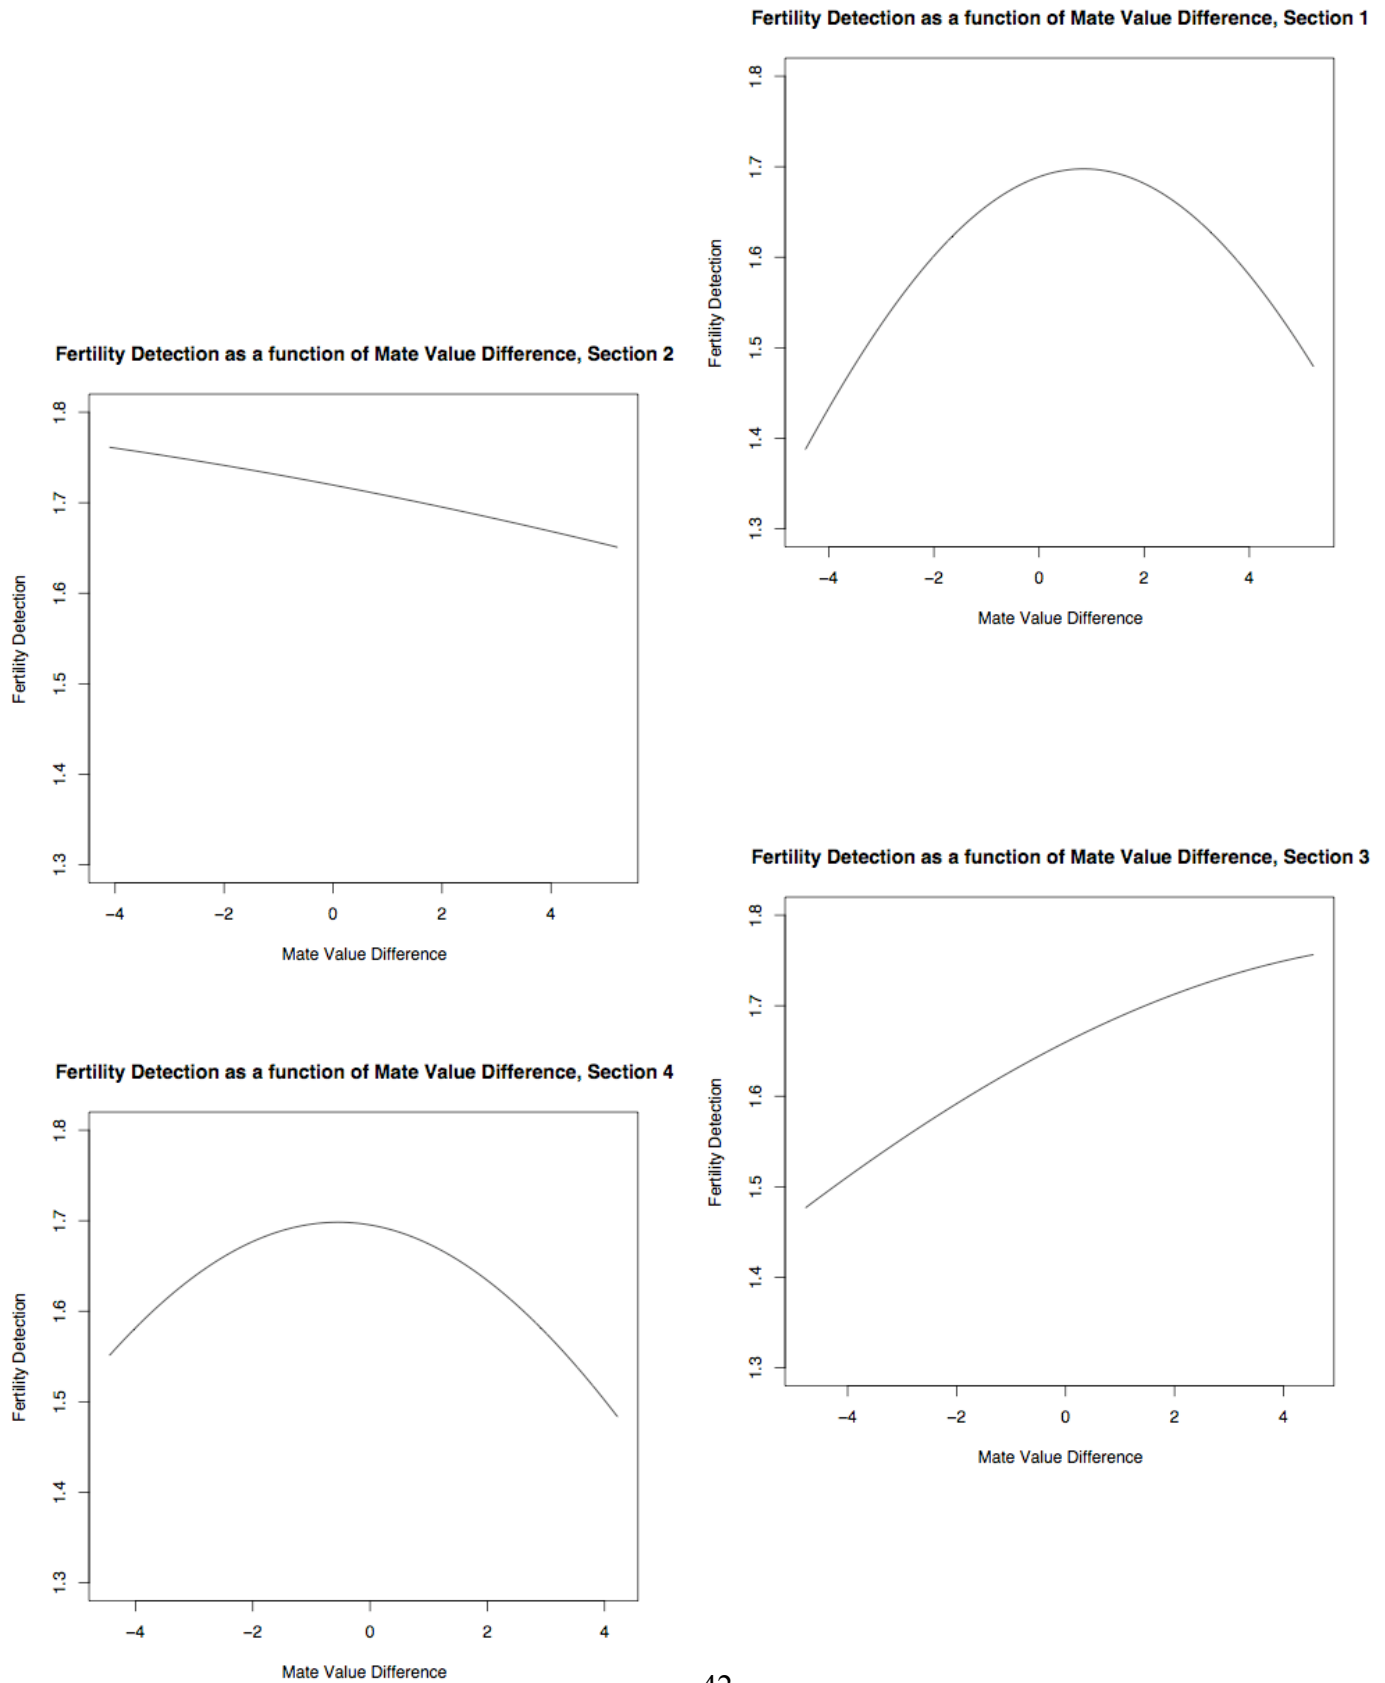 Fertility Detection as a function of Mate Value Difference, Section 1
1.8
1.7
1.6
1.5
1.4
1.3
Fertility Detection
−4 −2 0 2 4
Mate Value Difference
Fertility Detection as a function of Mate Value Difference, Section 2
1.8
1.7
1.6
1.5
1.4
1.3
Fertility Detection
−4 −2 0 2 4
Mate Value Difference
Fertility Detection as a function of Mate Value Difference, Section 3
1.8
1.7
1.6
1.5
1.4
1.3
Fertility Detection
−4 −2 0 2 4
Mate Value Difference
Fertility Detection as a function of Mate Value Difference, Section 4
1.8
1.7
1.6
1.5
1.4
1.3
Fertility Detection
−4 −2 0 2 4
Mate Value Difference
42